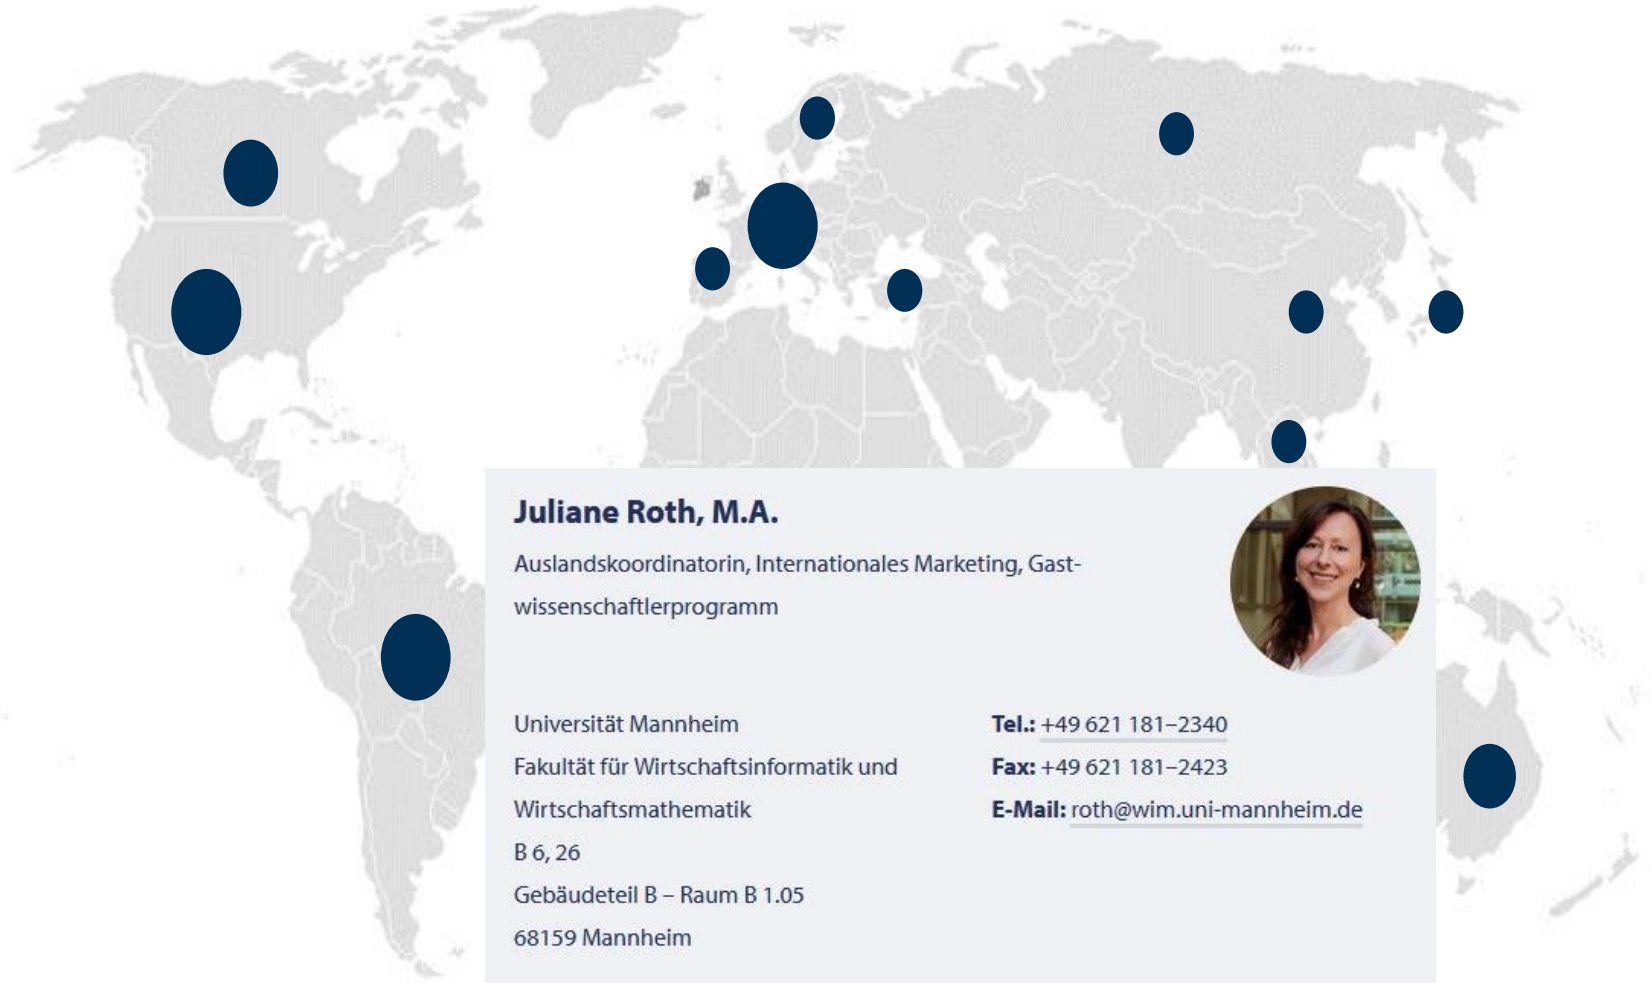 Juliane Roth, M.A.
Auslandskoordinatorin, Internationales Marketing, Gast-
wissenschaftlerprogramm
Universität Mannheim
Fakultät für Wirtschaftsinformatik und
Wirtschaftsmathematik
B 6, 26
Gebäudeteil B – Raum B 1.05
68159 Mannheim
Tel.: +49 621 181–2340
Fax: +49 621 181–2423
E-Mail: roth@wim.uni-mannheim.de